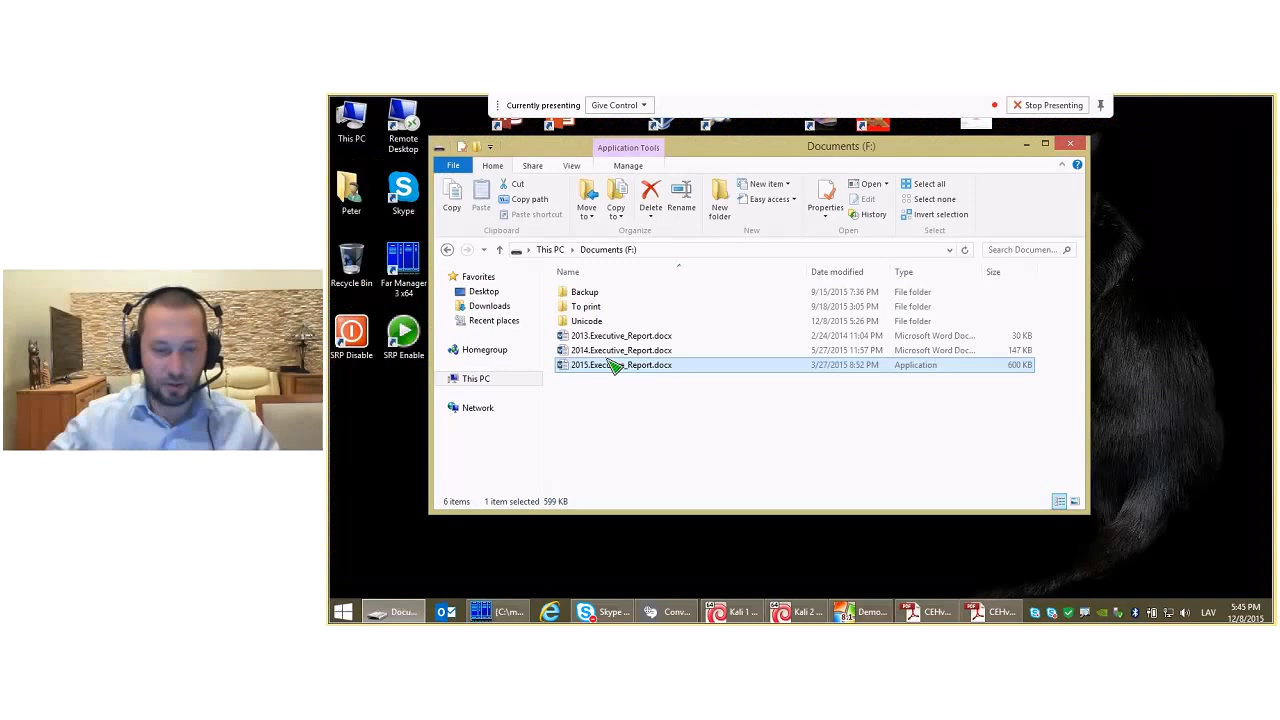 Currently presenting
Give Control
Stop Presenting
This PC
Remote
Desktop
Peter
Skype
Recycle Bin
Far Manager
3 x64
SRP Disable
SRP Enable
Application Tools
Documents (F:)
File
Home
Share
View
Manage
Copy
Paste
Cut
Copy path
Paste shortcut
Clipboard
Move
to
Copy
to
Delete
Rename
Organize
New
folder
New item
Easy access
New
Properties
Open
Edit
History
Open
Select all
Select none
Invert selection
Select
This PC
Documents (F:)
Search Documen...
Favorites
Desktop
Downloads
Recent places
Homegroup
This PC
Network
Name Date modified Type Size
Backup 9/15/2015 7:36 PM File folder
To print 9/18/2015 3:05 PM File folder
Unicode 12/8/2015 5:26 PM File folder
2013.Executive_Report.docx 2/24/2014 11:04 PM Microsoft Word Doc... 30 KB
2014.Executive_Report.docx 5/27/2015 11:57 PM Microsoft Word Doc... 147 KB
2015.Executive_Report.docx 3/27/2015 8:52 PM Application 600 KB
6 items 1 item selected 599 KB
Docu...
[C:\m...
Skype ...
Conv...
Kali 1 ...
Kali 2 ...
Demo...
CEHv...
CEHv...
LAV
5:45 PM
12/8/2015